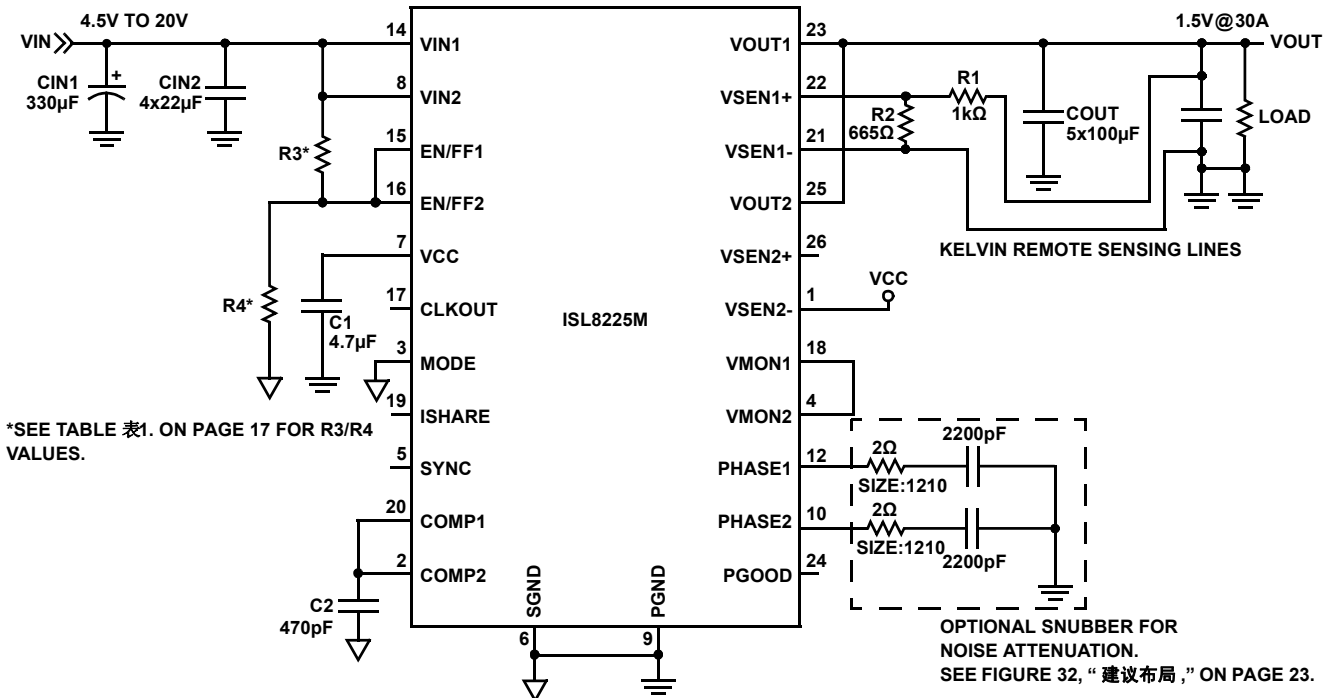 4.5V TO 20V
VIN
CIN1
330µF
+
CIN2
4x22µF
R3*
R4*
C1
4.7µF
*SEE TABLE 表1. ON PAGE 17 FOR R3/R4
VALUES.
C2
470pF
14 VIN1
8 VIN2
15 EN/FF1
16 EN/FF2
7 VCC
17 CLKOUT
3 MODE
19 ISHARE
5 SYNC
20 COMP1
2 COMP2
ISL8225M
SGND
6
PGND
9
VOUT1 23
VSEN1+ 22
VSEN1- 21
VOUT2 25
VSEN2+ 26
VSEN2- 1
VMON1 18
VMON2 4
PHASE1 12
PHASE2 10
PGOOD 24
R1
1kΩ
R2
665Ω
COUT
5x100µF
1.5V@30A
VOUT
LOAD
KELVIN REMOTE SENSING LINES
VCC
2Ω
SIZE:1210
2200pF
2Ω
SIZE:1210
2200pF
OPTIONAL SNUBBER FOR
NOISE ATTENUATION.
SEE FIGURE 32, “ 建议布局 ,” ON PAGE 23.